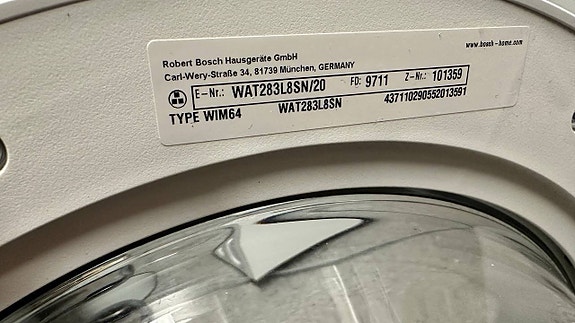 Robert Bosch Hausgeräte GmbH
www.bosch-home.com
Carl-Wery-Straße 34, 81739 München, GERMANY
E-Nr.: WAT283L8SN/20 FD: 9711 Z-Nr.: 101359
TYPE WIM64 WAT283L8SN 437110290552013591